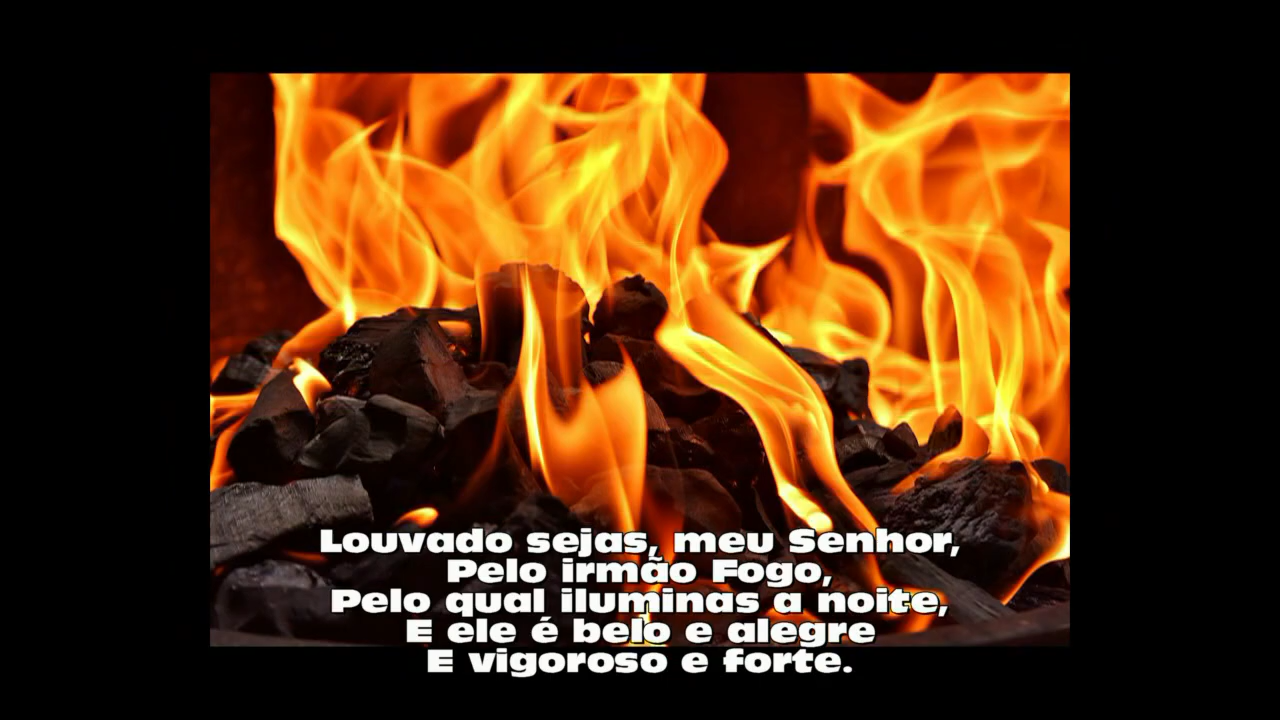 Louvado sejas, meu Senhor,
Pelo irmão Fogo,
Pelo qual iluminas a noite,
E ele é belo e alegre
E vigoroso e forte.